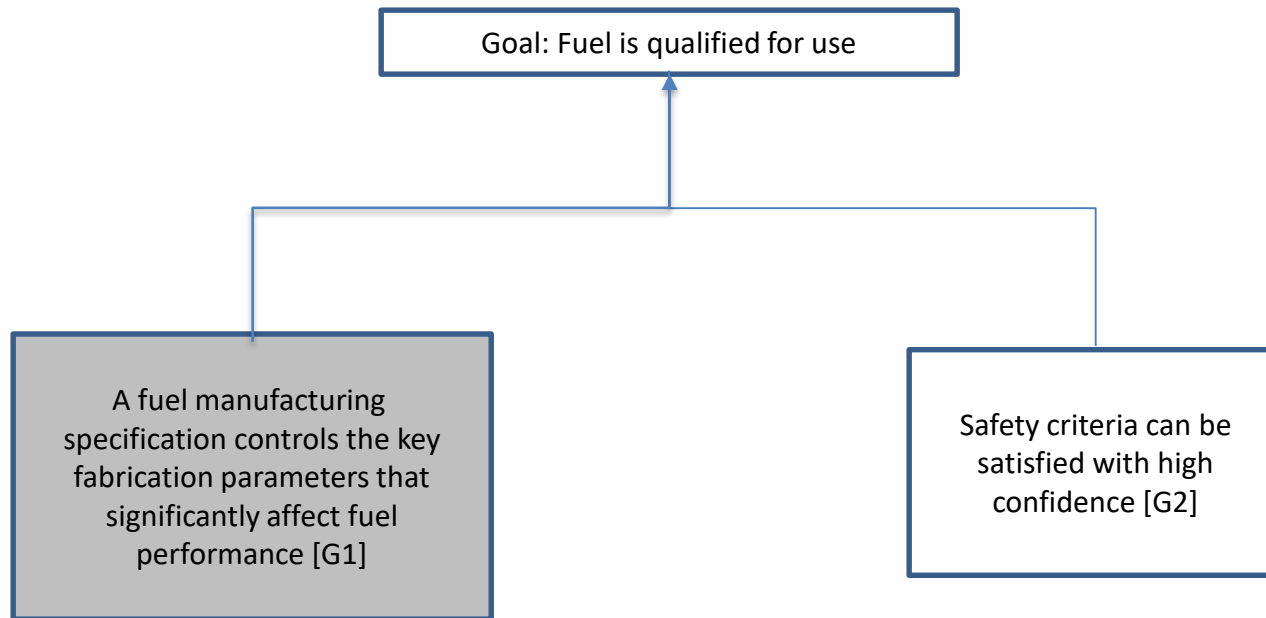 Goal: Fuel is qualified for use
A fuel manufacturing
specification controls the key
fabrication parameters that
significantly affect fuel
performance [G1]
Safety criteria can be
satisfied with high
confidence [G2]